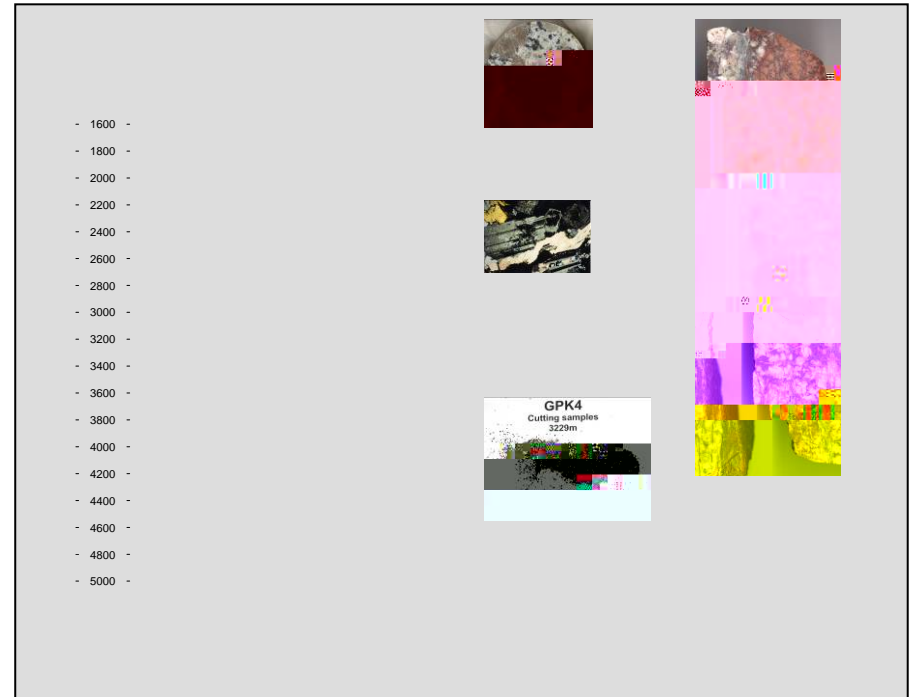 - 1600 -
- 1800 -
- 2000 -
- 2200 -
- 2400 -
- 2600 -
- 2800 -
- 3000 -
- 3200 -
- 3400 -
- 3600 -
- 3800 -
- 4000 -
- 4200 -
- 4400 -
- 4600 -
- 4800 -
- 5000 -
GPK4
Cutting samples
3229m